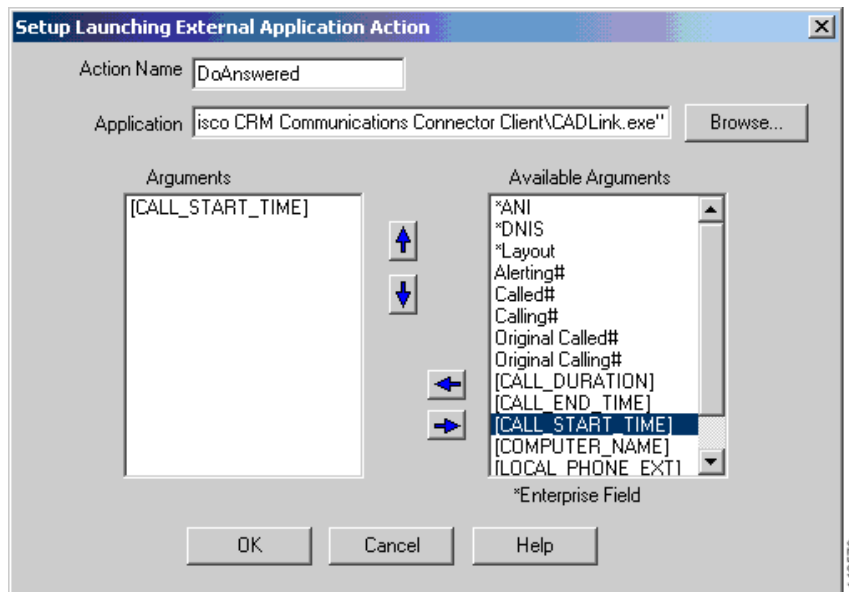 Setup Launching External Application Action
Action Name DoAnswered
Application isco CRM Communications Connector Client\CADLink.exe" Browse...
Arguments
[CALL_START_TIME]
Available Arguments
*ANI
*DNIS
*Layout
Alerting#
Called#
Calling#
Original Called#
Original Calling#
[CALL_DURATION]
[CALL_END_TIME]
[CALL_START_TIME]
[COMPUTER_NAME]
[LOCAL_PHONE_EXT]
*Enterprise Field
OK Cancel Help